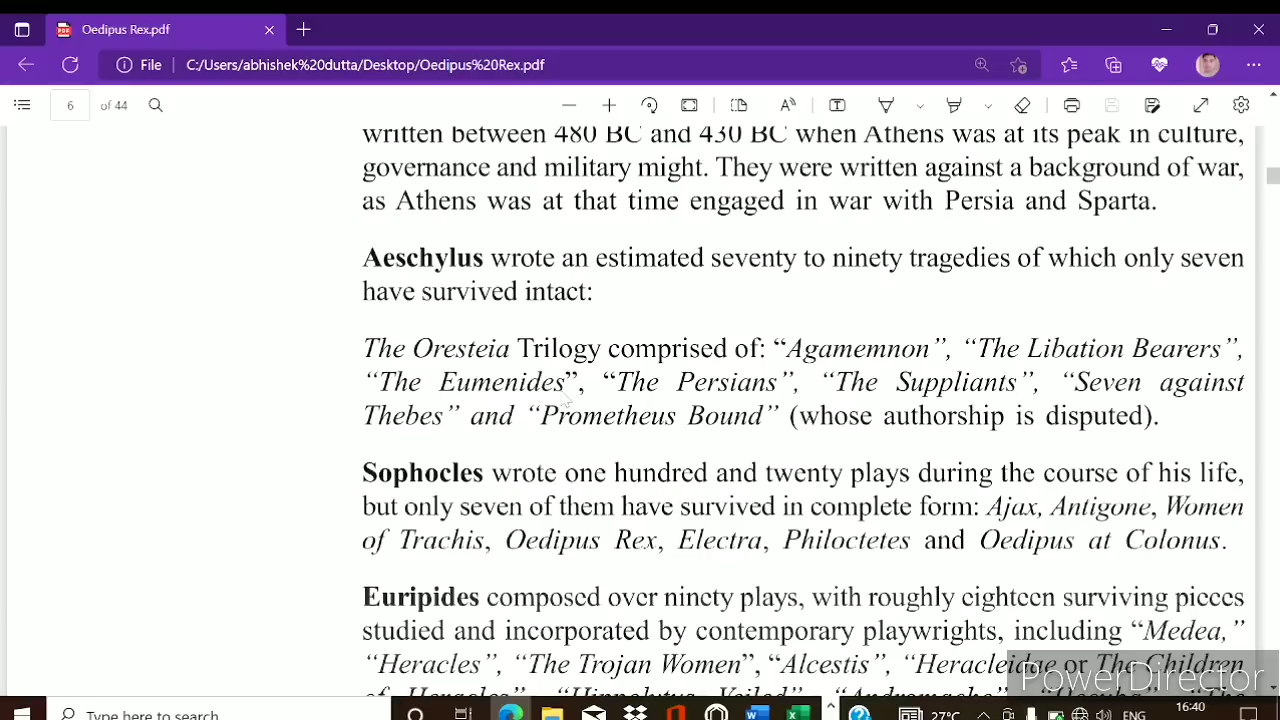 Oedipus Rex.pdf
File C:/Users/abhishek%20dutta/Desktop/Oedipus%20Rex.pdf
6 of 44
written between 480 BC and 430 BC when Athens was at its peak in culture,
governance and military might. They were written against a background of war,
as Athens was at that time engaged in war with Persia and Sparta.
Aeschylus wrote an estimated seventy to ninety tragedies of which only seven
have survived intact:
The Oresteia Trilogy comprised of: “Agamemnon”, “The Libation Bearers”,
“The Eumenides”, “The Persians”, “The Suppliants”, “Seven against
Thebes” and “Prometheus Bound” (whose authorship is disputed).
Sophocles wrote one hundred and twenty plays during the course of his life,
but only seven of them have survived in complete form: Ajax, Antigone, Women
of Trachis, Oedipus Rex, Electra, Philoctetes and Oedipus at Colonus.
Euripides composed over ninety plays, with roughly eighteen surviving pieces
studied and incorporated by contemporary playwrights, including “Medea,”
“Heracles”, “The Trojan Women”, “Alcestis”, “Heracleidae or The Children
of Heracles”, “Hippolytus Veiled”, “Andromache”, “Hecuba”, “The
PowerDirector
Type here to search
27°C
ENG
16:40